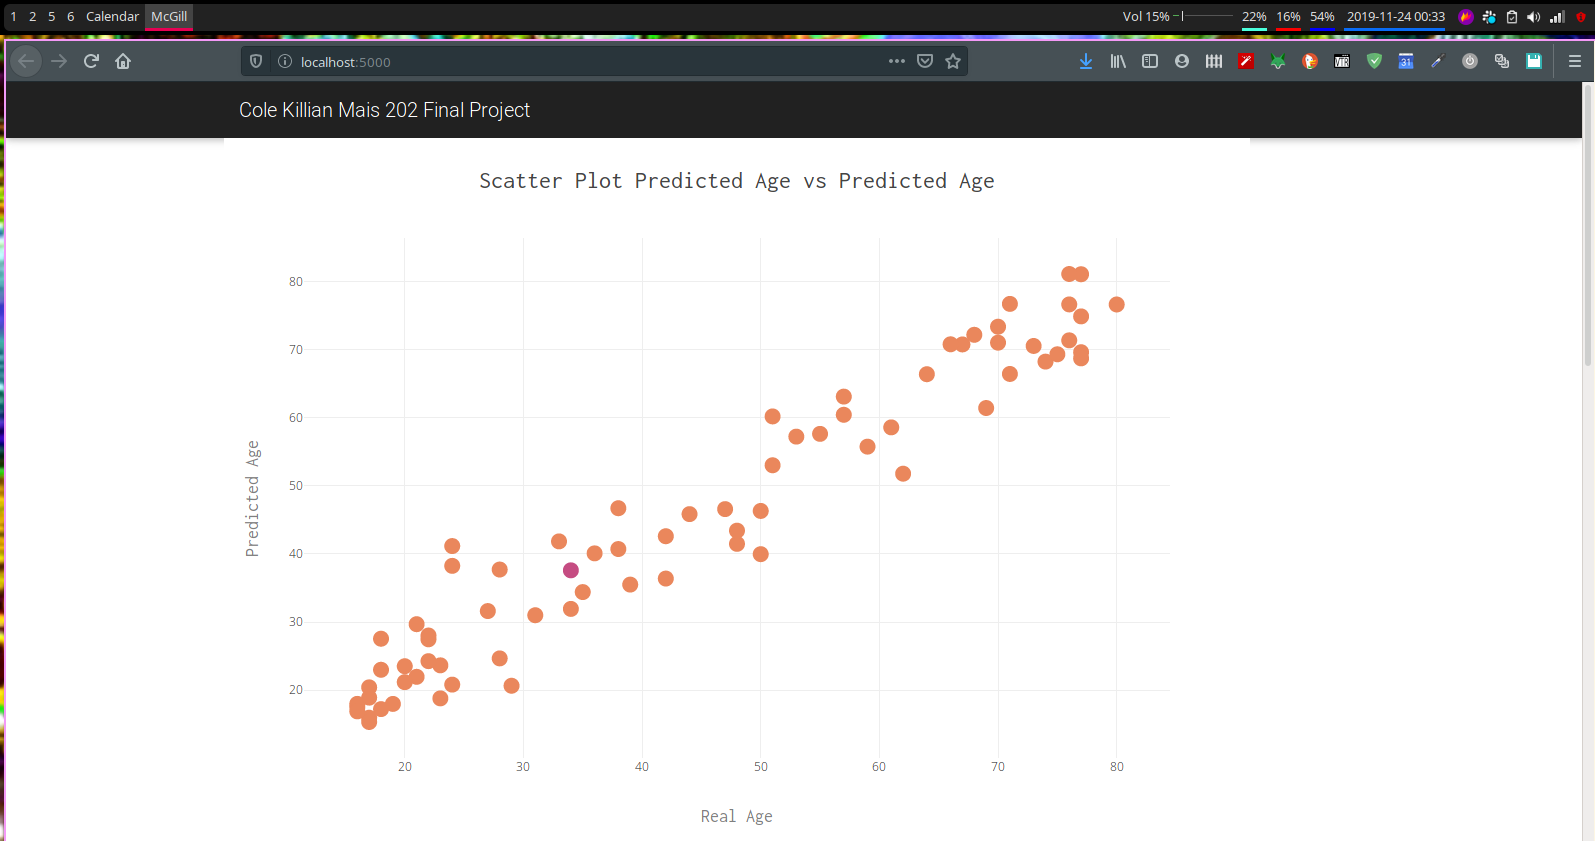 1 2 5 6 Calendar McGill Vol 15% 22% 16% 54% 2019-11-24 00:33
localhost:5000
31
Cole Killian Mais 202 Final Project
Scatter Plot Predicted Age vs Predicted Age
80
70
60
50
40
30
20
Predicted Age
20 30 40 50 60 70 80
Real Age